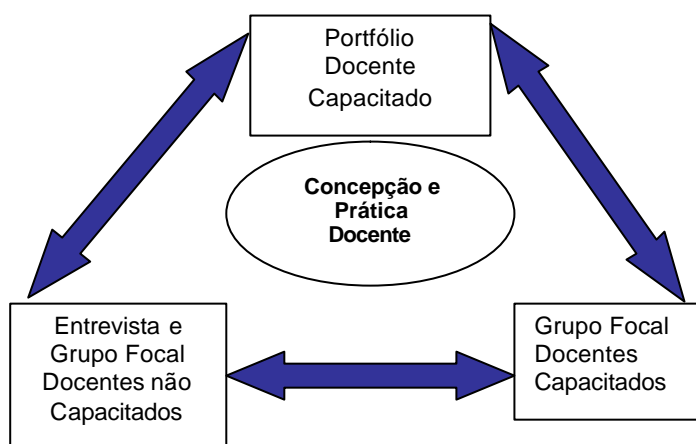 Portfólio
Docente
Capacitado
Concepção e
Prática
Docente
Entrevista e
Grupo Focal
Docentes não
Capacitados
Grupo Focal
Docentes
Capacitados